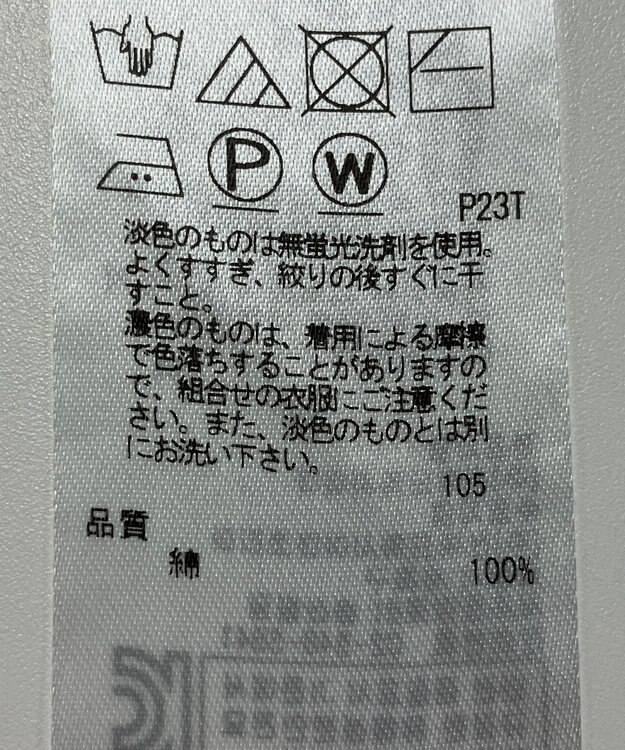 P
W
P23T
淡色のものは無蛍光洗剤を使用。
よくすすぎ、絞りの後すぐに干
すこと。
濃色のものは、着用による摩擦
で色落ちすることがありますの
で、組合せの衣服にご注意くだ
さい。また、淡色のものとは別
にお洗い下さい。
105
品質
綿 100%